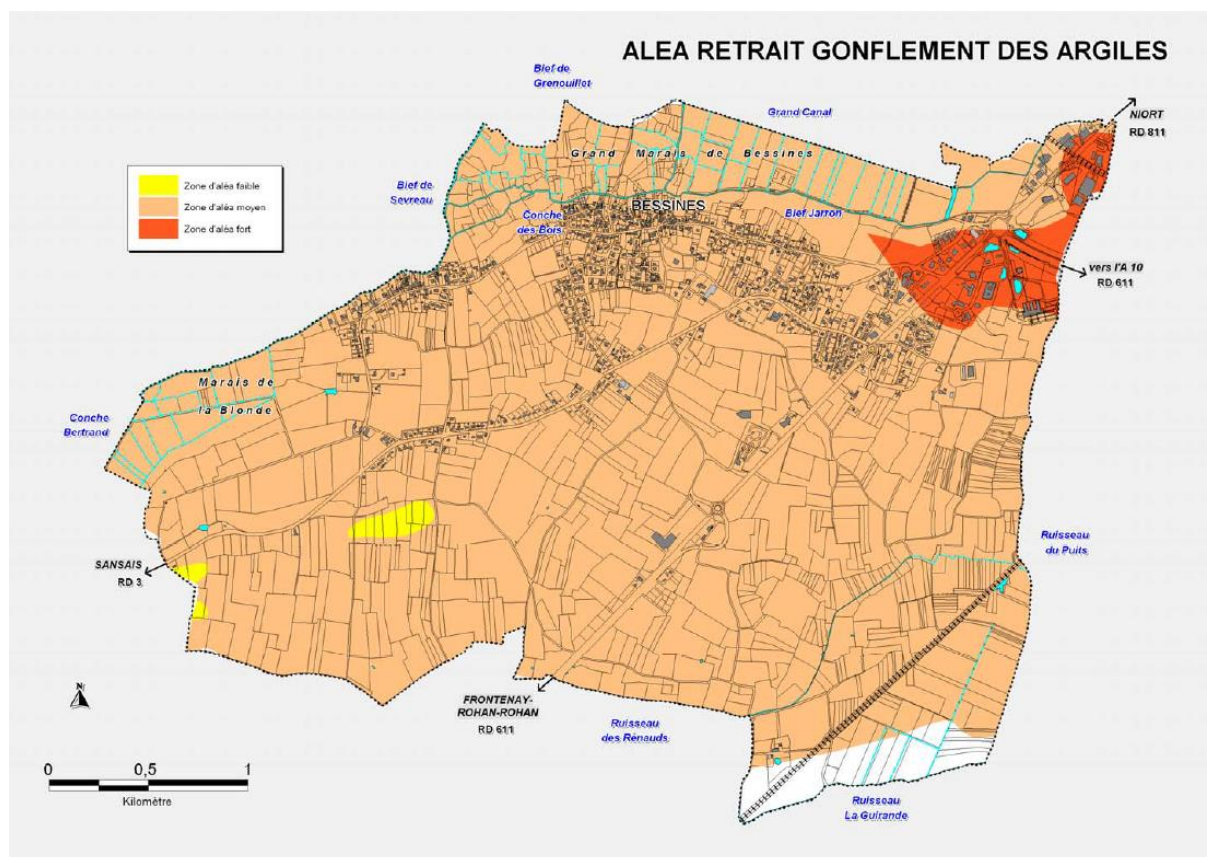 ALEA RETRAIT GONFLEMENT DES ARGILES
Bief de
Grenouillot
Grand Canal
NIORT
RD 811
Grand Marais de Bessines
Zone d'aléa faible
Zone d'aléa moyen
Zone d'aléa fort
Bief de
Sevreau
BESSINES
Conche
des Bois
Bief Jarron
vers l'A 10
RD 611
Marais de
la Blonde
Conche
Bertrand
SANSAIS
RD 3
Ruisseau
du Puits
N
FRONTENAY-
ROHAN-ROHAN
RD 611
Ruisseau
des Rénauds
0 0,5 1
Kilomètre
Ruisseau
La Guirande